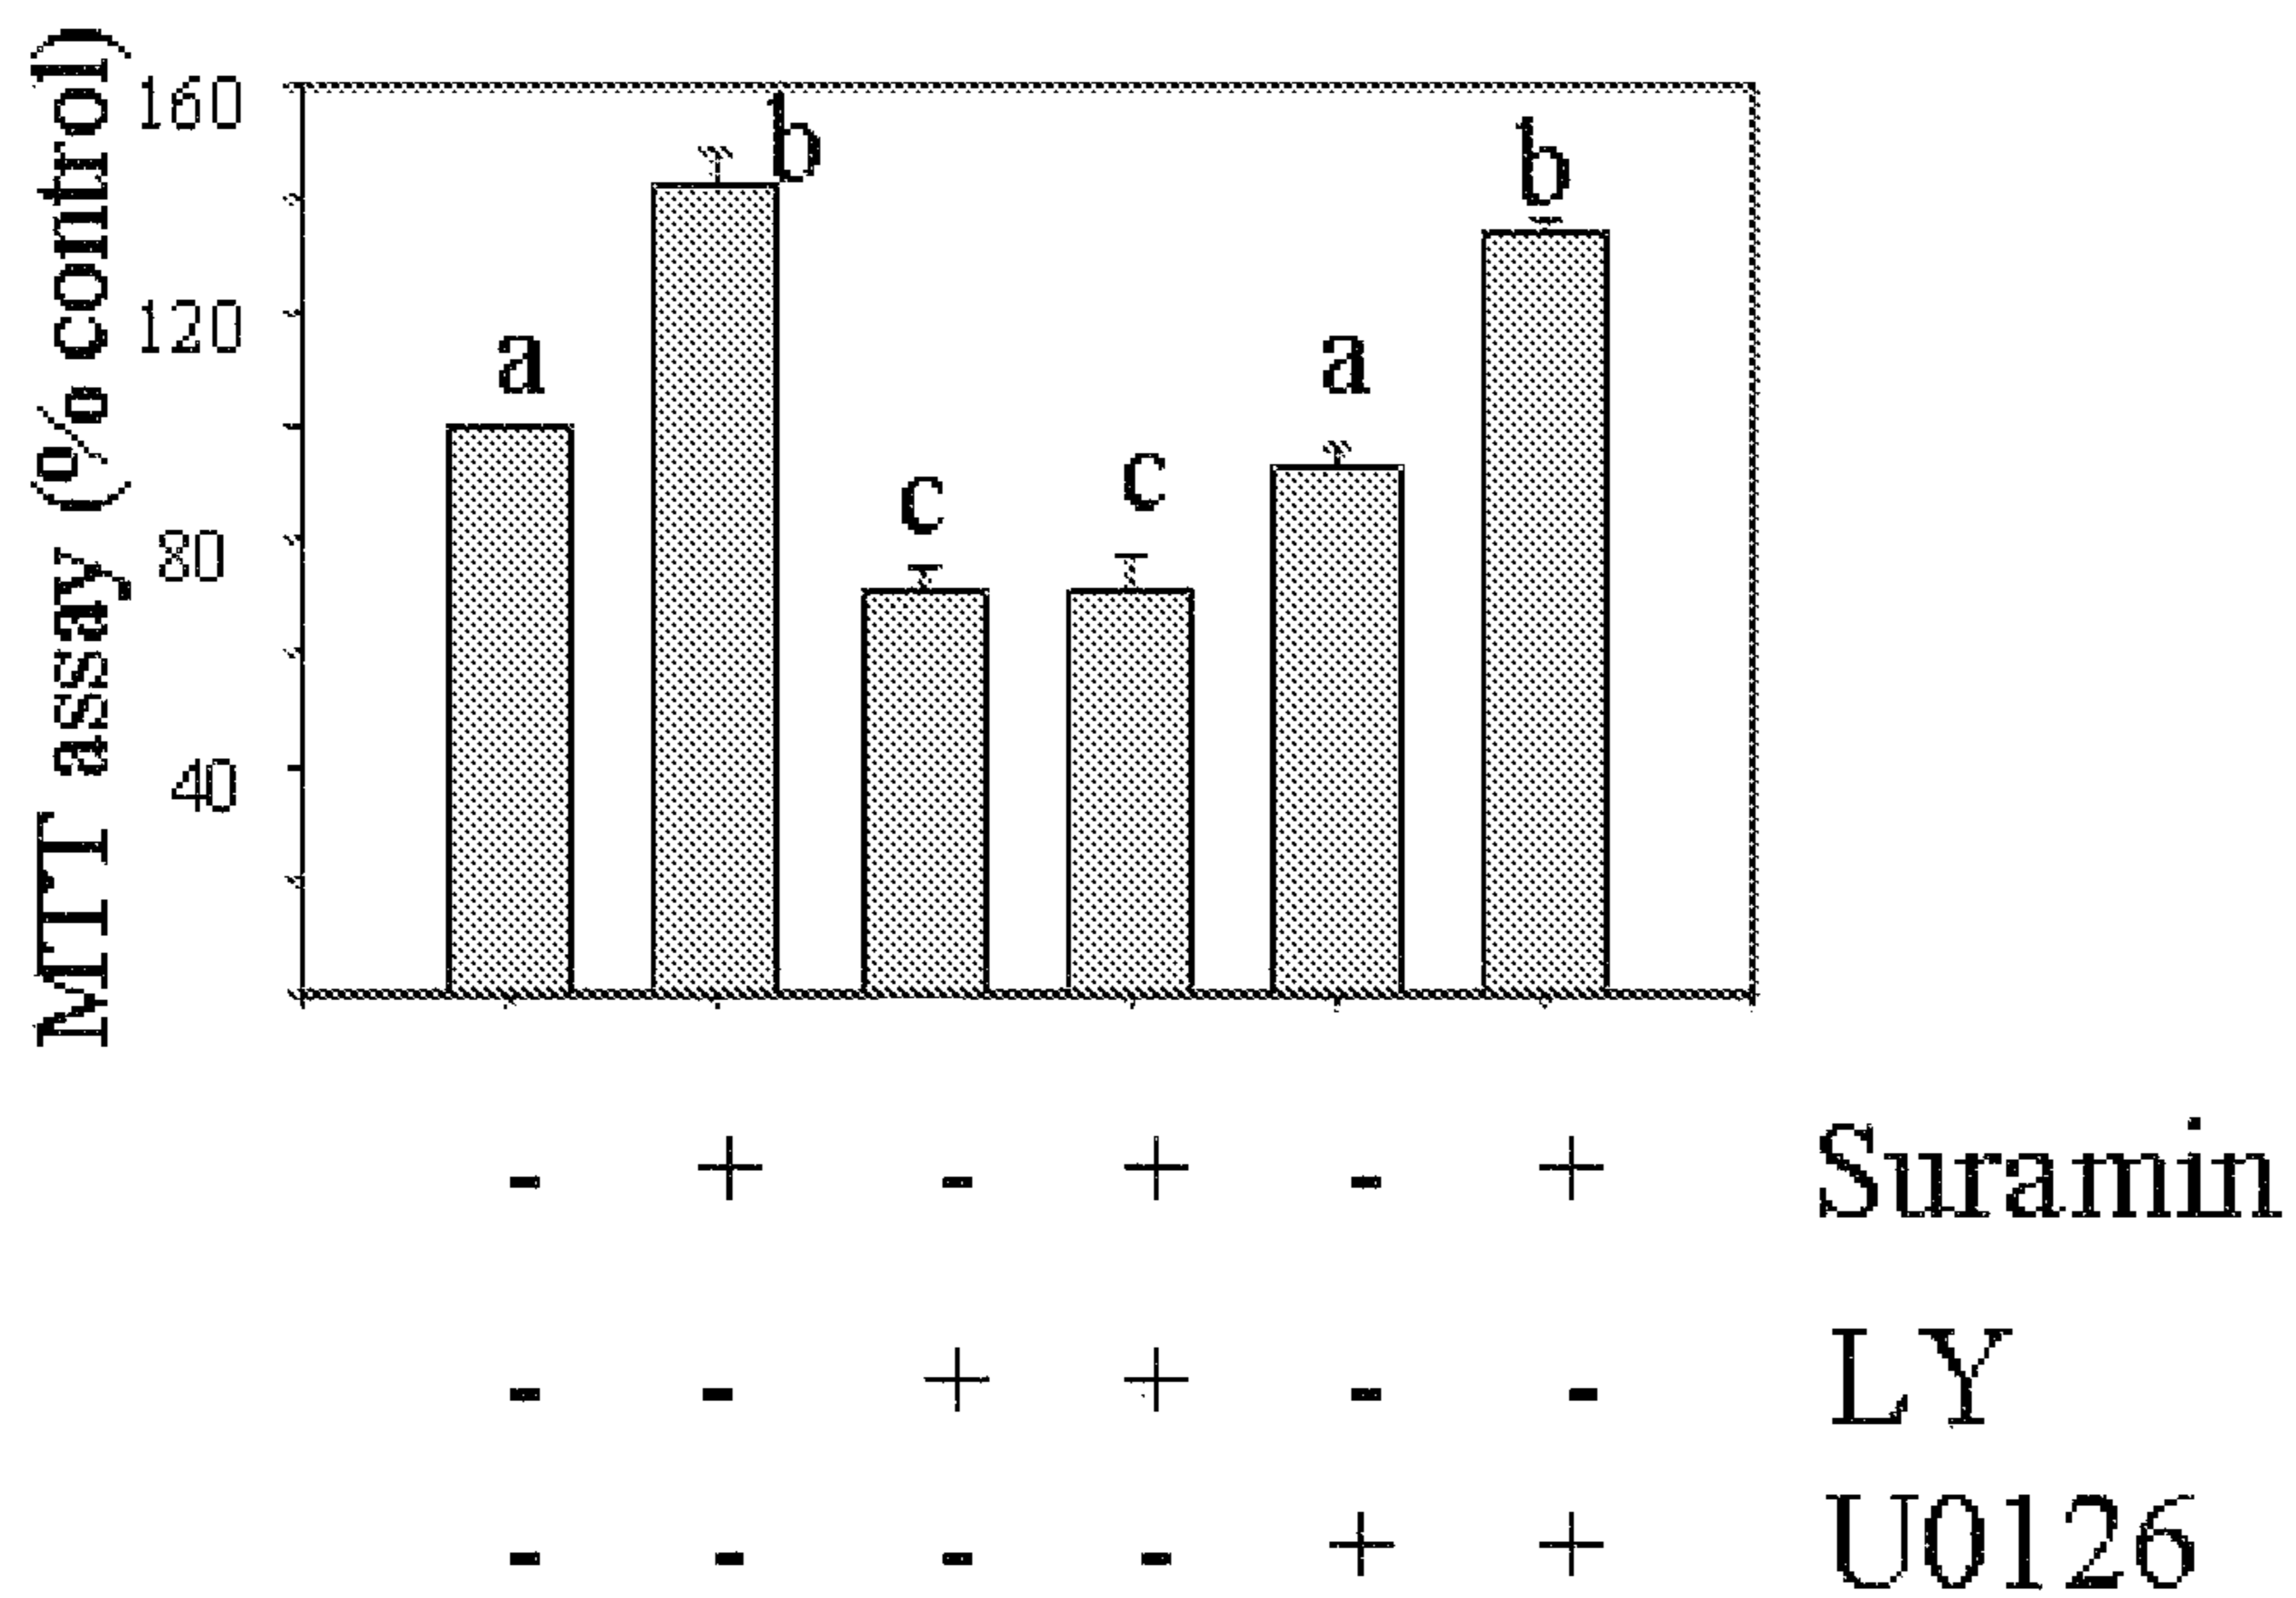 MTT assay (% control)
160
120
80
40
a
b
c
c
a
b
- + - + - + Suramin
- - + + - - LY
- - - - + + U0126